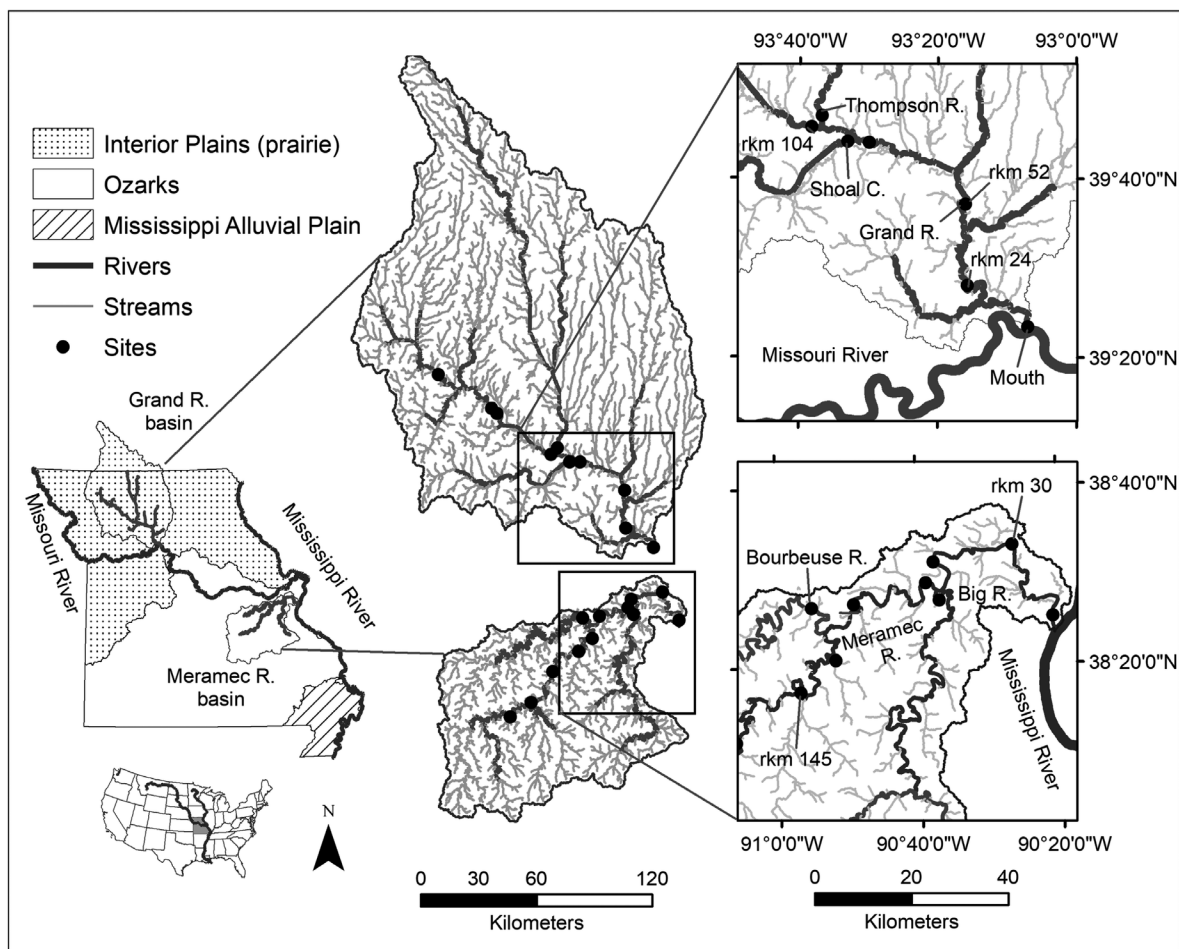 Interior Plains (prairie)
Ozarks
Mississippi Alluvial Plain
Rivers
Streams
Sites
Grand R.
basin
Missouri River
Mississippi River
Meramec R.
basin
N
0 30 60 120
Kilometers
93°40'0"W 93°20'0"W 93°0'0"W
Thompson R.
rkm 104
Shoal C.
rkm 52
39°40'0"N
Grand R.
rkm 24
Missouri River
Mouth
39°20'0"N
rkm 30
38°40'0"N
Bourbeuse R.
Big R.
Meramec
R.
38°20'0"N
Mississippi River
rkm 145
91°0'0"W 90°40'0"W 90°20'0"W
0 20 40
Kilometers